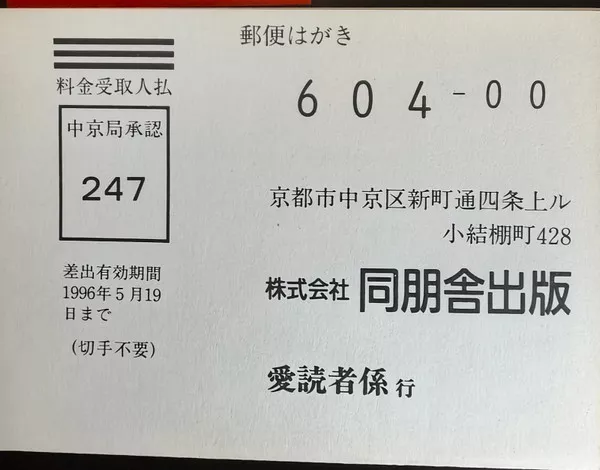 郵便はがき
料金受取人払
中京局承認
247
差出有効期間
1996年5月19
日まで
(切手不要)
604-00
京都市中京区新町通四条上ル
小結棚町428
株式会社 同朋舎出版
愛読者係 行